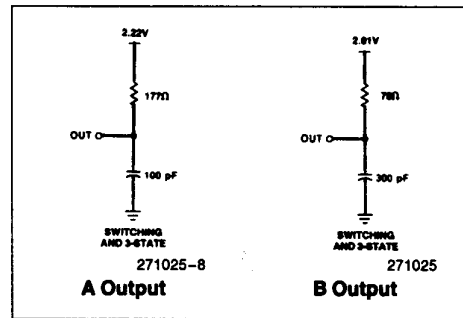 2.22V
177Ω
OUT
100 pF
SWITCHING
AND 3-STATE
271025-8
A Output
2.01V
78Ω
OUT
300 pF
SWITCHING
AND 3-STATE
271025
B Output